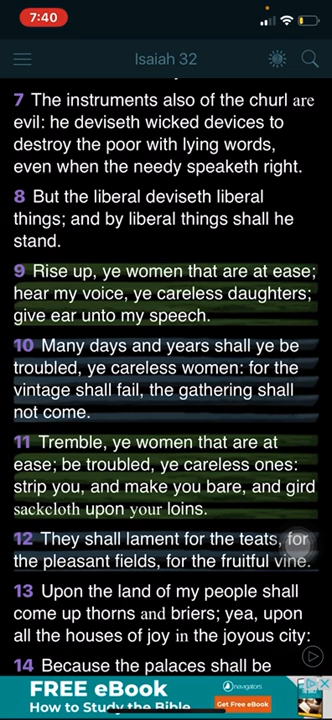 7:40
Isaiah 32
7 The instruments also of the churl are
evil: he deviseth wicked devices to
destroy the poor with lying words,
even when the needy speaketh right.
8 But the liberal deviseth liberal
things; and by liberal things shall he
stand.
9 Rise up, ye women that are at ease;
hear my voice, ye careless daughters;
give ear unto my speech.
10 Many days and years shall ye be
troubled, ye careless women: for the
vintage shall fail, the gathering shall
not come.
11 Tremble, ye women that are at
ease; be troubled, ye careless ones:
strip you, and make you bare, and gird
sackcloth upon your loins.
12 They shall lament for the teats, for
the pleasant fields, for the fruitful vine.
13 Upon the land of my people shall
come up thorns and briers; yea, upon
all the houses of joy in the joyous city:
14 Because the palaces shall be
FREE eBook
navigators
How to Study the Bible
Get Free eBook